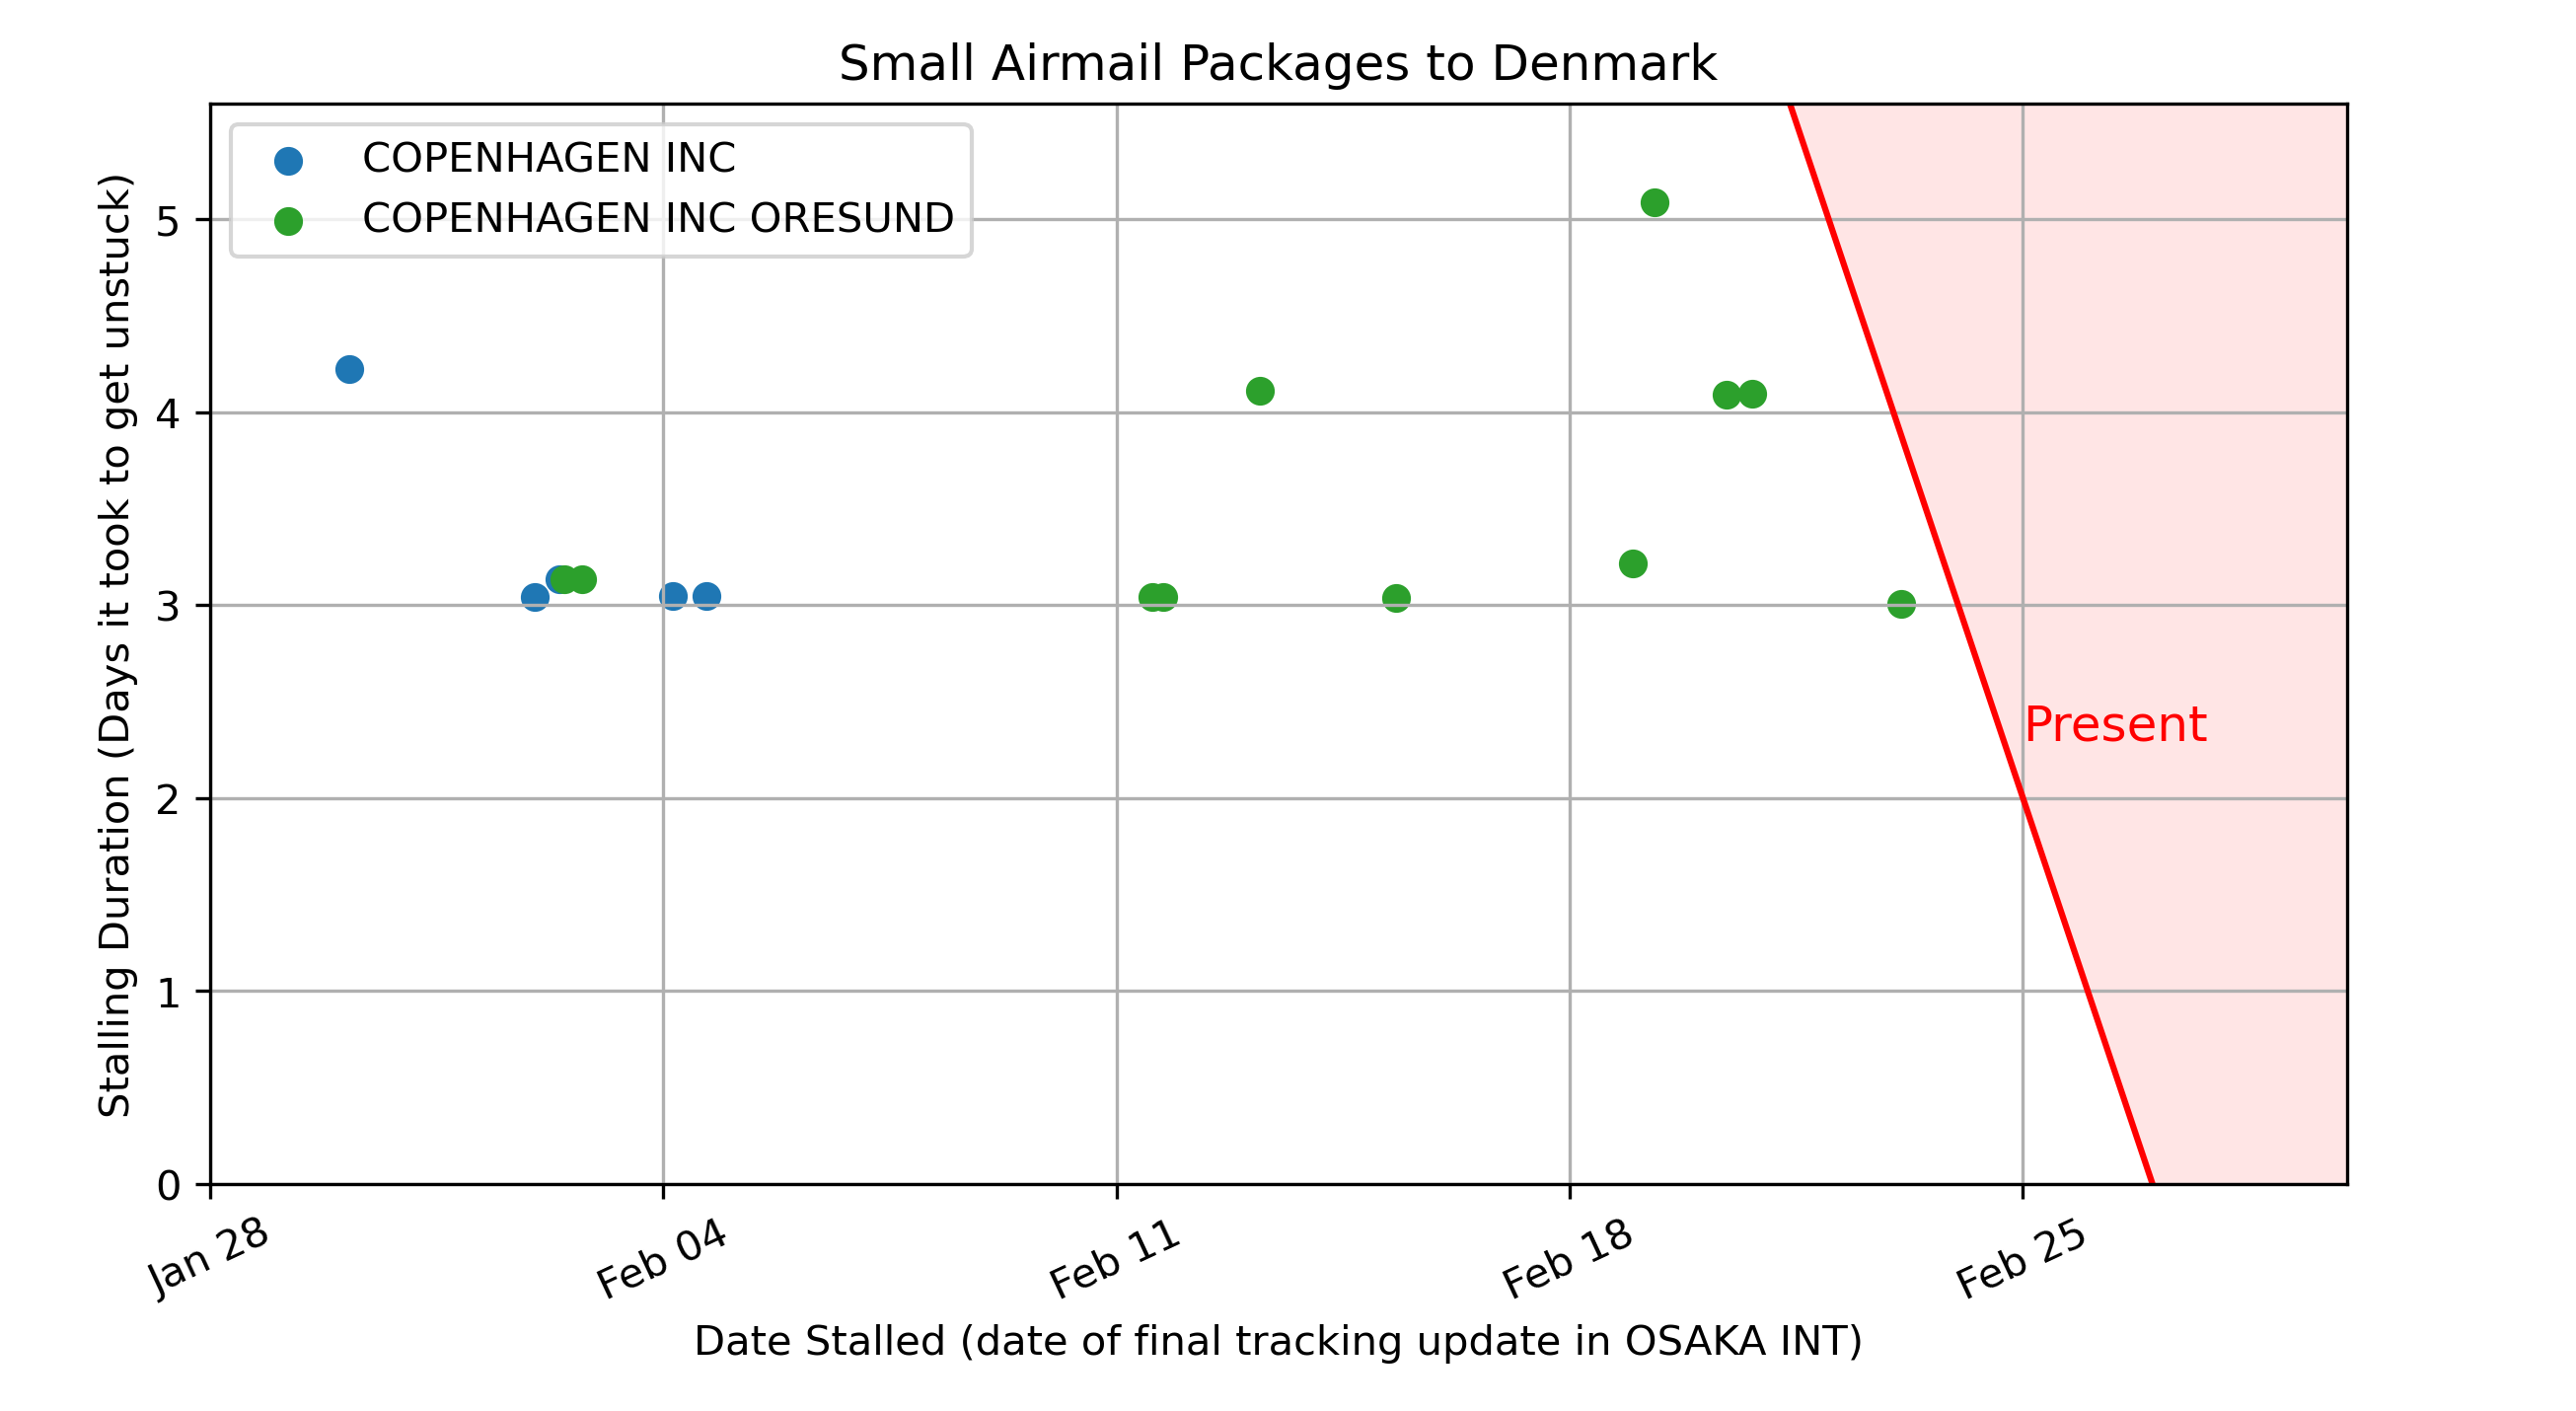 Small Airmail Packages to Denmark
COPENHAGEN INC
COPENHAGEN INC ORESUND
Stalling Duration (Days it took to get unstuck)
5
4
3
2
1
0
Present
Jan 28
Feb 04
Feb 11
Feb 18
Feb 25
Date Stalled (date of final tracking update in OSAKA INT)